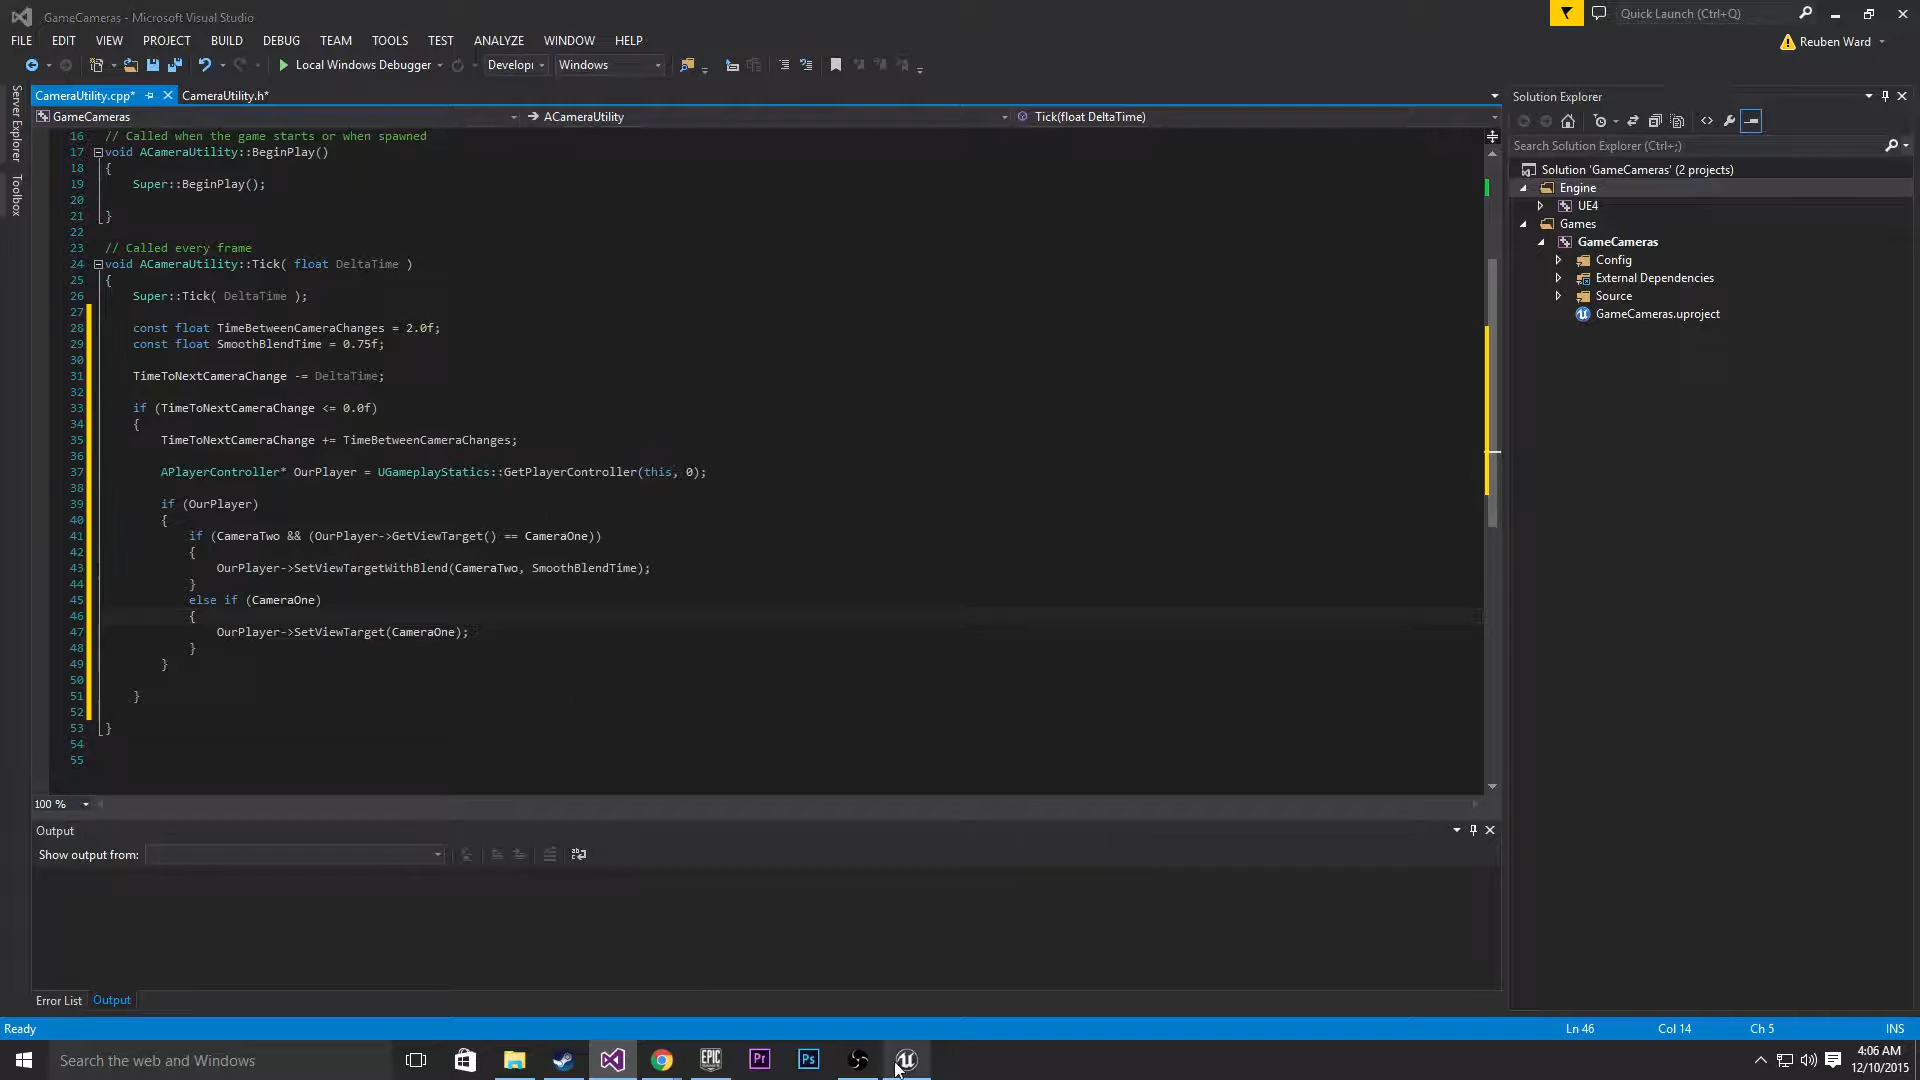 GameCameras - Microsoft Visual Studio
Quick Launch (Ctrl+Q)
FILE EDIT VIEW PROJECT BUILD DEBUG TEAM TOOLS TEST ANALYZE WINDOW HELP
Reuben Ward
Local Windows Debugger
Develop
Windows
CameraUtility.cpp*
CameraUtility.h*
Server Explorer
Toolbox
GameCameras
ACameraUtility
Tick(float DeltaTime)
16 // Called when the game starts or when spawned
17 void ACameraUtility::BeginPlay()
18 {
19 Super::BeginPlay();
20
21 }
22
23 // Called every frame
24 void ACameraUtility::Tick( float DeltaTime )
25 {
26 Super::Tick( DeltaTime );
27
28 const float TimeBetweenCameraChanges = 2.0f;
29 const float SmoothBlendTime = 0.75f;
30
31 TimeToNextCameraChange -= DeltaTime;
32
33 if (TimeToNextCameraChange <= 0.0f)
34 {
35 TimeToNextCameraChange += TimeBetweenCameraChanges;
36
37 APlayerController* OurPlayer = UGameplayStatics::GetPlayerController(this, 0);
38
39 if (OurPlayer)
40 {
41 if (CameraTwo && (OurPlayer->GetViewTarget() == CameraOne))
42 {
43 OurPlayer->SetViewTargetWithBlend(CameraTwo, SmoothBlendTime);
44 }
45 else if (CameraOne)
46 {
47 OurPlayer->SetViewTarget(CameraOne);
48 }
49 }
50
51 }
52
53 }
54
55
100 %
Solution Explorer
Search Solution Explorer (Ctrl+;)
Solution 'GameCameras' (2 projects)
Engine
UE4
Games
GameCameras
Config
External Dependencies
Source
GameCameras.uproject
Output
Show output from:
Error List Output
Ready
Ln 46
Col 14
Ch 5
INS
Search the web and Windows
EPIC
GAMES
Pr
Ps
4:06 AM
12/10/2015